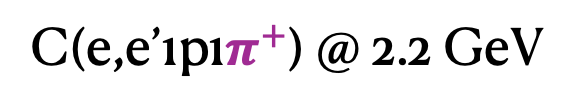 C(e,e’1p1π⁺) @ 2.2 GeV